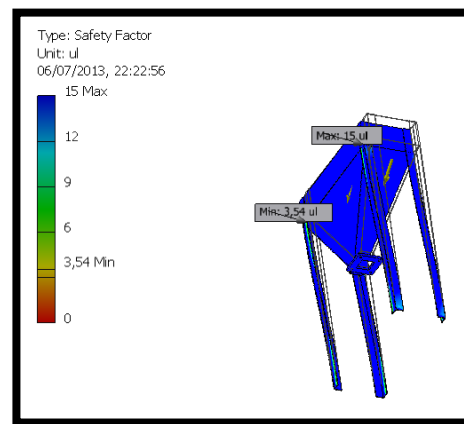 Type: Safety Factor
Unit: ul
06/07/2013, 22:22:56
15 Max
12
9
6
3,54 Min
0
Max: 15 ul
Min: 3,54 ul